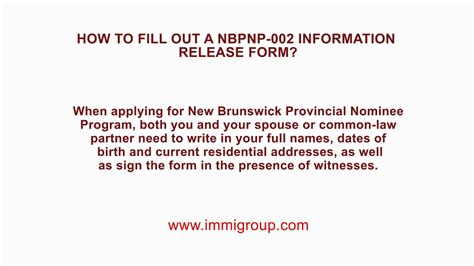 HOW TO FILL OUT A NBPNP-002 INFORMATION
RELEASE FORM?
When applying for New Brunswick Provincial Nominee
Program, both you and your spouse or common-law
partner need to write in your full names, dates of
birth and current residential addresses, as well
as sign the form in the presence of witnesses.
www.immigroup.com